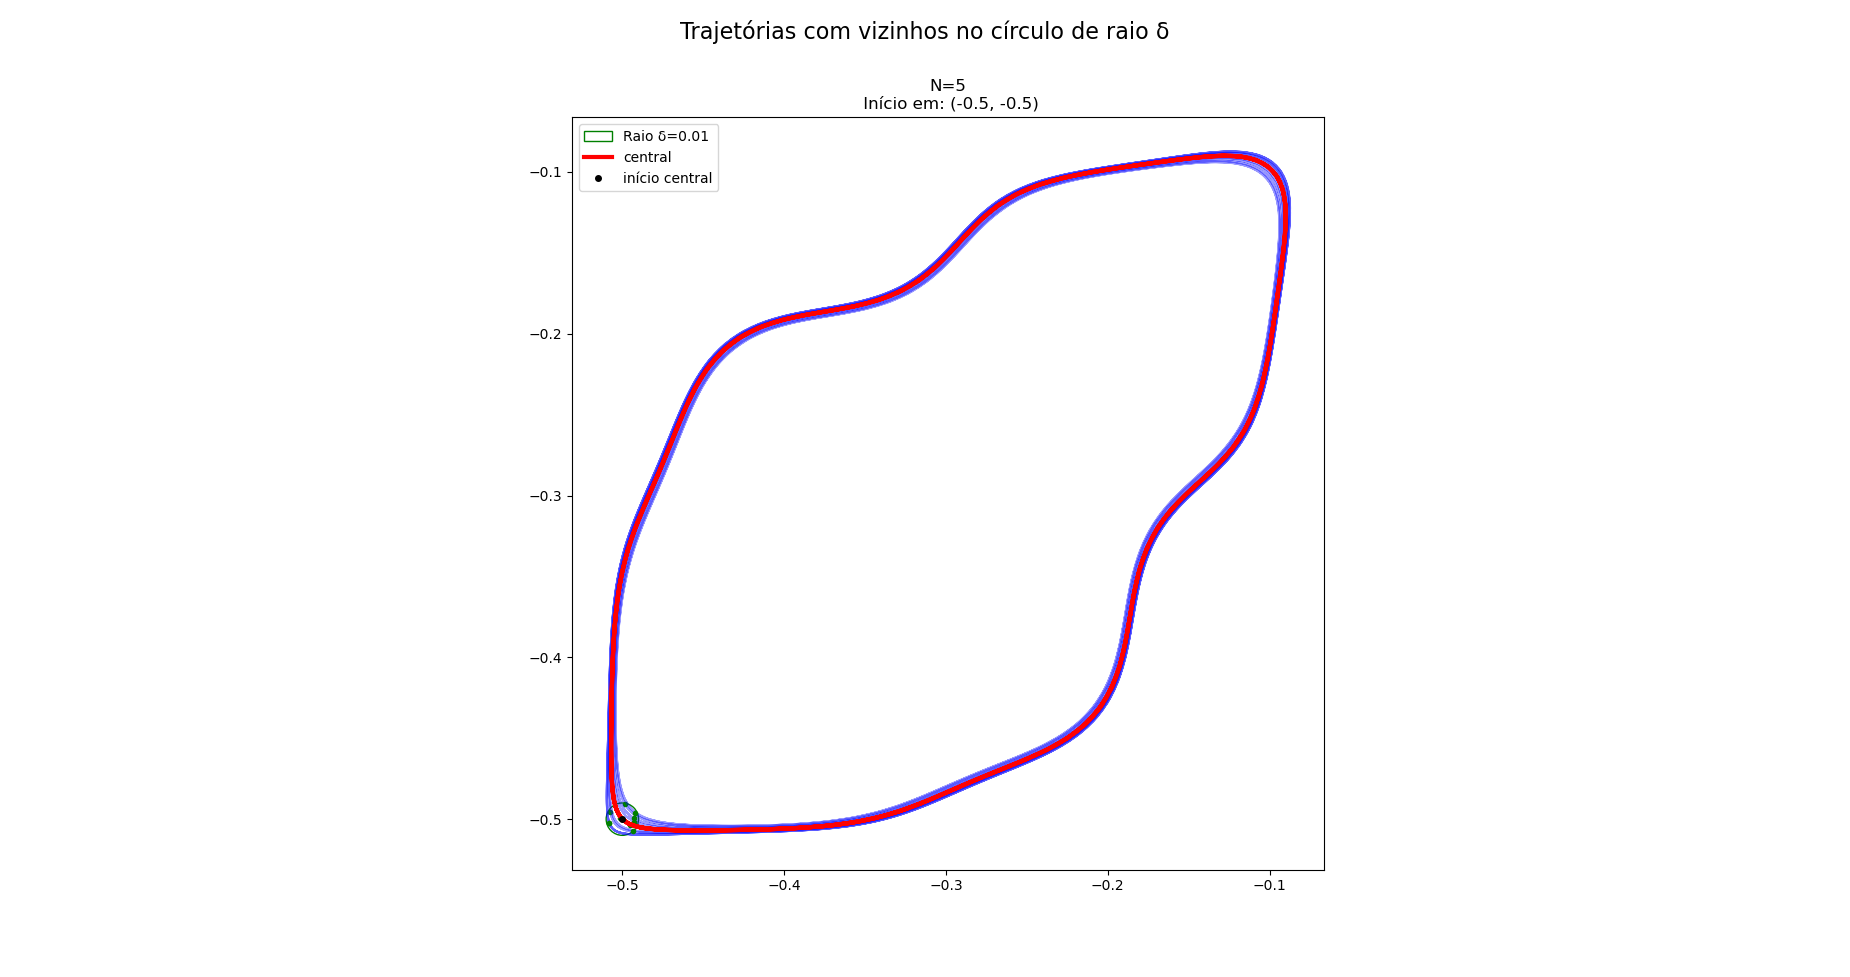 Trajetórias com vizinhos no círculo de raio δ
N=5
Início em: (-0.5, -0.5)
Raio δ=0.01
central
início central
−0.1
−0.2
−0.3
−0.4
−0.5
−0.5 −0.4 −0.3 −0.2 −0.1